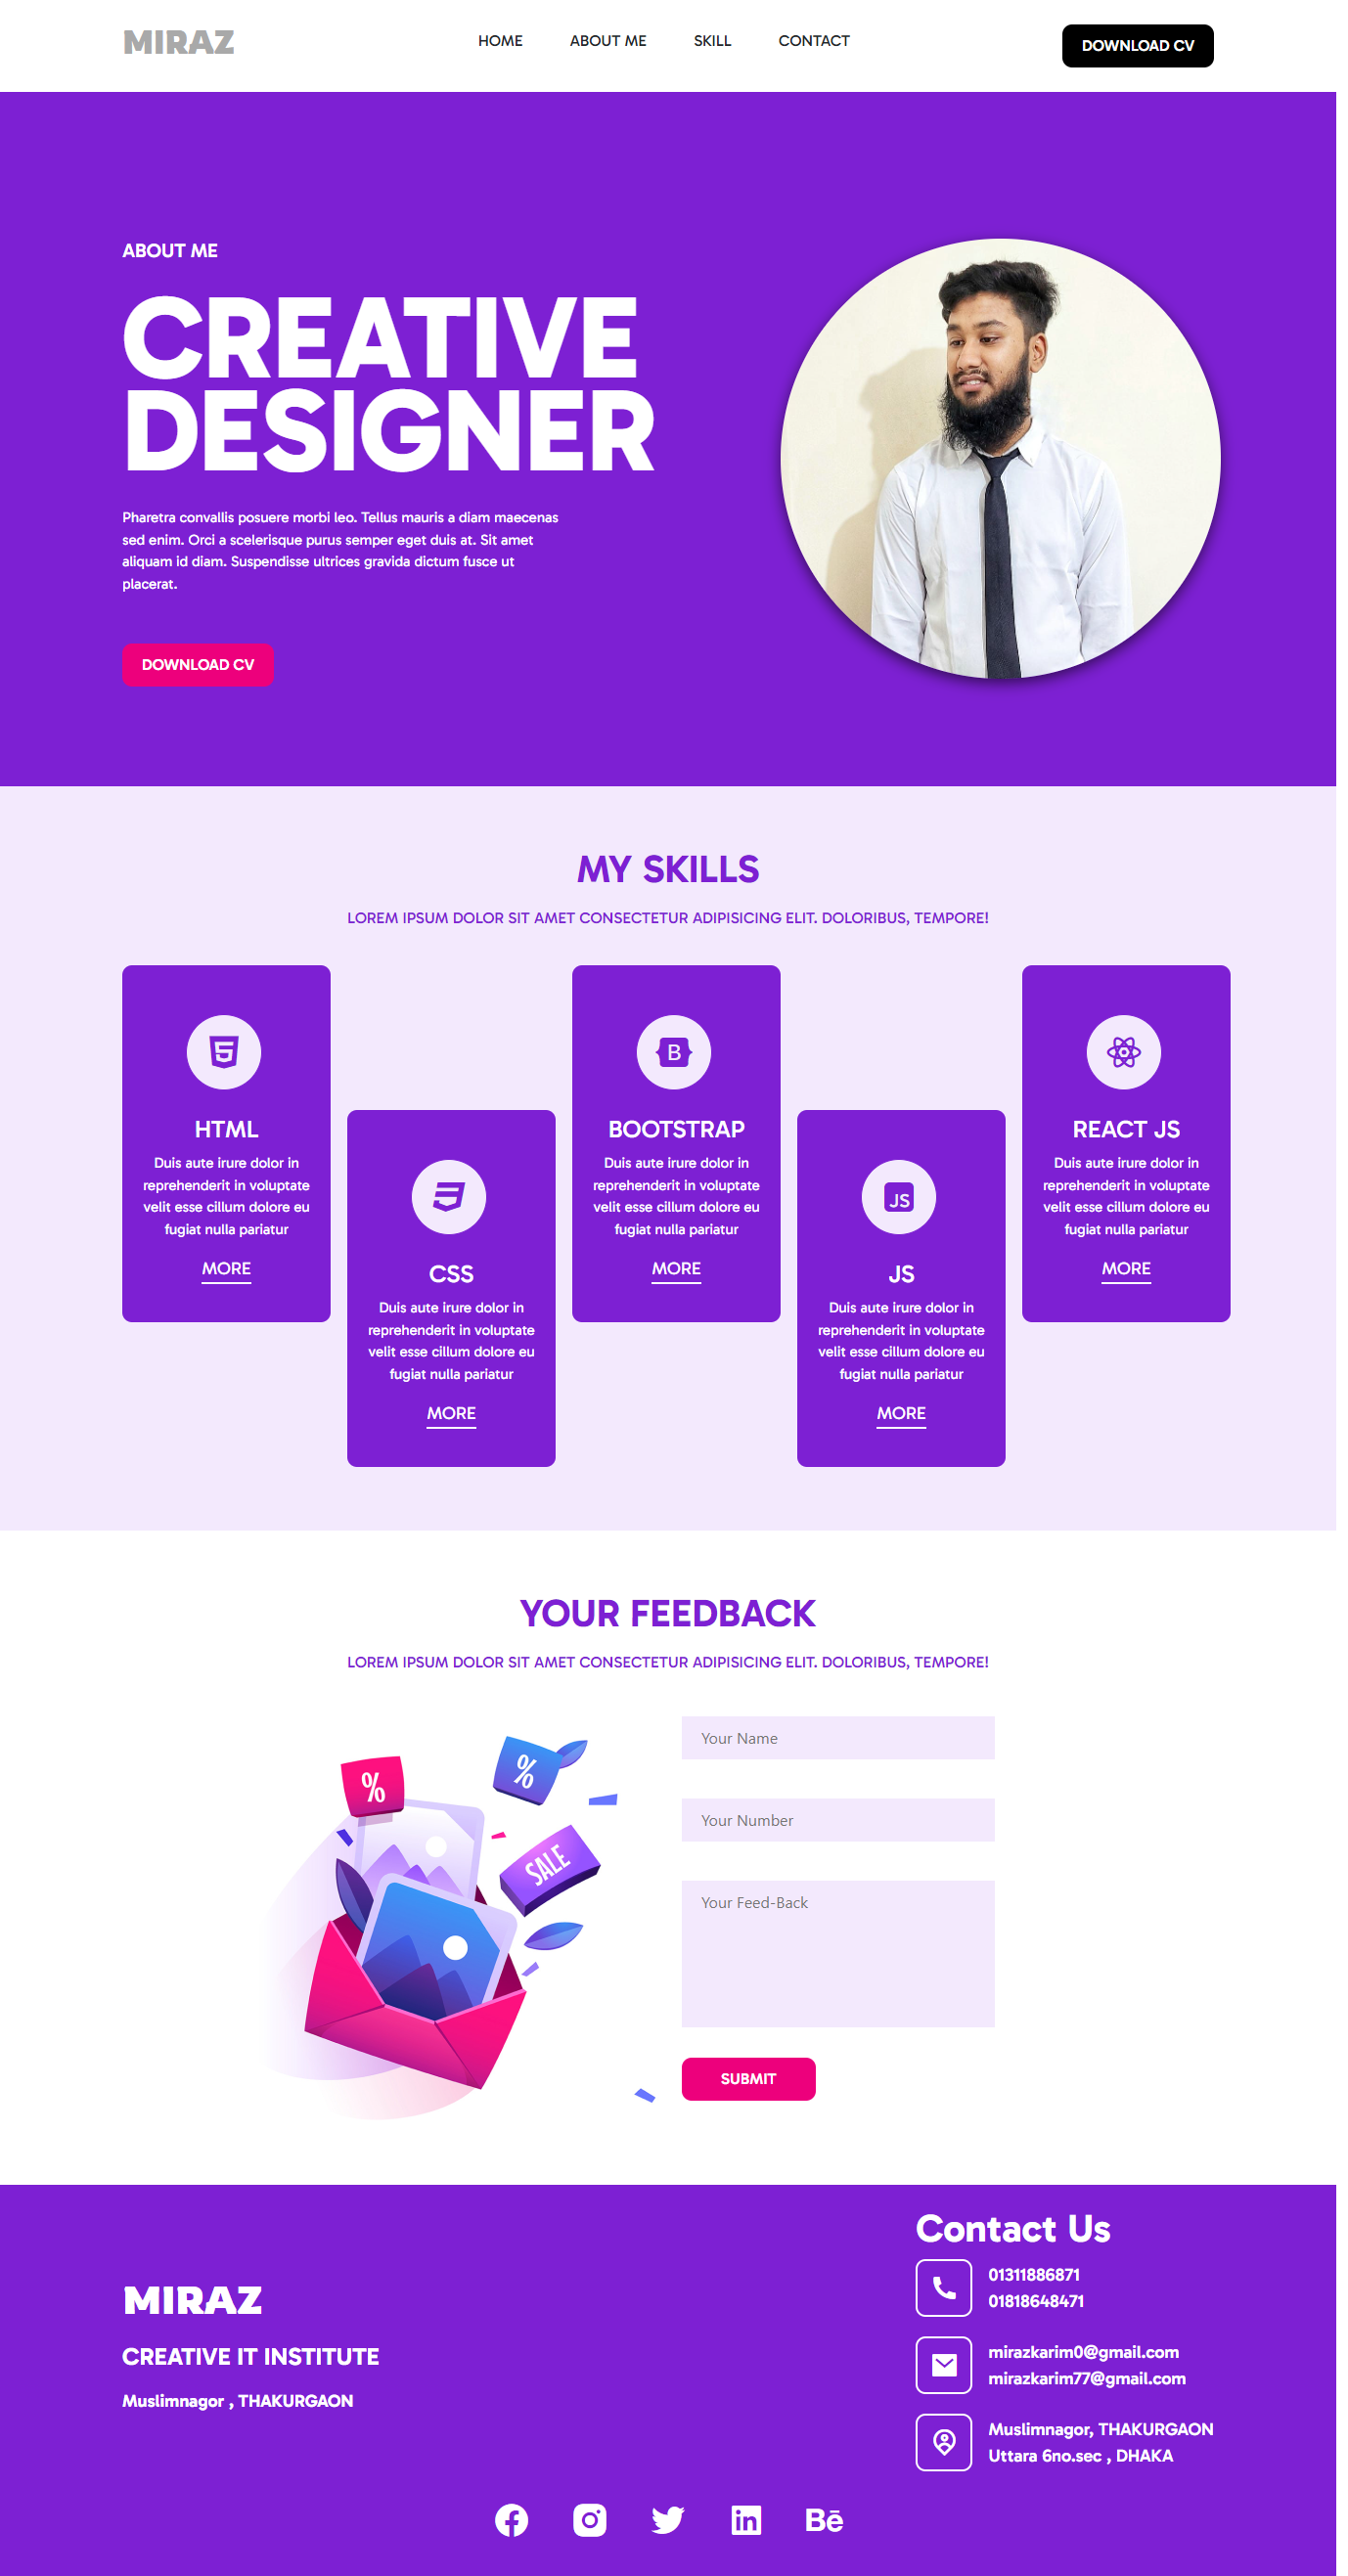 MIRAZ
HOME
ABOUT ME
SKILL
CONTACT
DOWNLOAD CV
ABOUT ME
CREATIVE
DESIGNER
Pharetra convallis posuere morbi leo. Tellus mauris a diam maecenas
sed enim. Orci a scelerisque purus semper eget duis at. Sit amet
aliquam id diam. Suspendisse ultrices gravida dictum fusce ut
placerat.
DOWNLOAD CV
MY SKILLS
LOREM IPSUM DOLOR SIT AMET CONSECTETUR ADIPISICING ELIT. DOLORIBUS, TEMPORE!
HTML
Duis aute irure dolor in
reprehenderit in voluptate
velit esse cillum dolore eu
fugiat nulla pariatur
MORE
CSS
Duis aute irure dolor in
reprehenderit in voluptate
velit esse cillum dolore eu
fugiat nulla pariatur
MORE
B
BOOTSTRAP
Duis aute irure dolor in
reprehenderit in voluptate
velit esse cillum dolore eu
fugiat nulla pariatur
MORE
JS
JS
Duis aute irure dolor in
reprehenderit in voluptate
velit esse cillum dolore eu
fugiat nulla pariatur
MORE
REACT JS
Duis aute irure dolor in
reprehenderit in voluptate
velit esse cillum dolore eu
fugiat nulla pariatur
MORE
YOUR FEEDBACK
LOREM IPSUM DOLOR SIT AMET CONSECTETUR ADIPISICING ELIT. DOLORIBUS, TEMPORE!
%
%
SALE
Your Name
Your Number
Your Feed-Back
SUBMIT
MIRAZ
CREATIVE IT INSTITUTE
Muslimnagor , THAKURGAON
Contact Us
01311886871
01818648471
mirazkarim0@gmail.com
mirazkarim77@gmail.com
Muslimnagor, THAKURGAON
Uttara 6no.sec , DHAKA
in
Bē